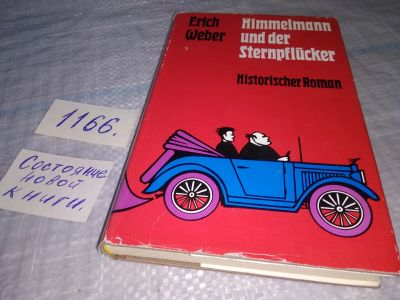 Erich
Weber
Himmelmann
und der
Sternpflücker
Historischer Roman
1166.
Состояние
новой
книги.